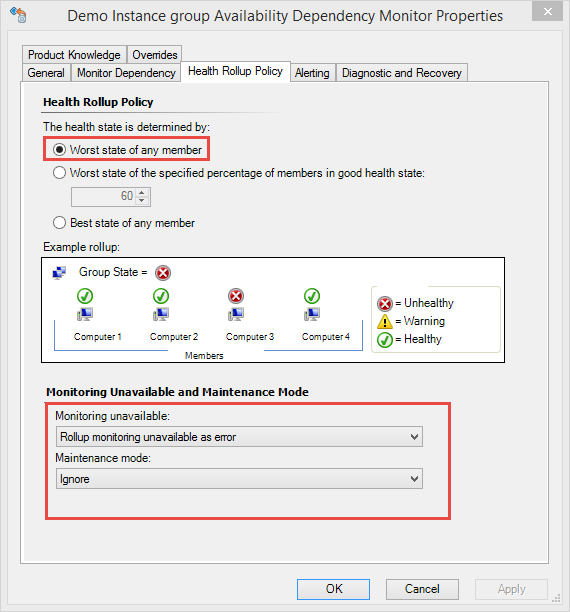 Demo Instance group Availability Dependency Monitor Properties
Product Knowledge Overrides
General Monitor Dependency Health Rollup Policy Alerting Diagnostic and Recovery
Health Rollup Policy
The health state is determined by:
Worst state of any member
Worst state of the specified percentage of members in good health state:
60
Best state of any member
Example rollup:
Group State =
= Unhealthy
= Warning
= Healthy
Computer 1 Computer 2 Computer 3 Computer 4
Members
Monitoring Unavailable and Maintenance Mode
Monitoring unavailable:
Rollup monitoring unavailable as error
Maintenance mode:
Ignore
OK Cancel Apply